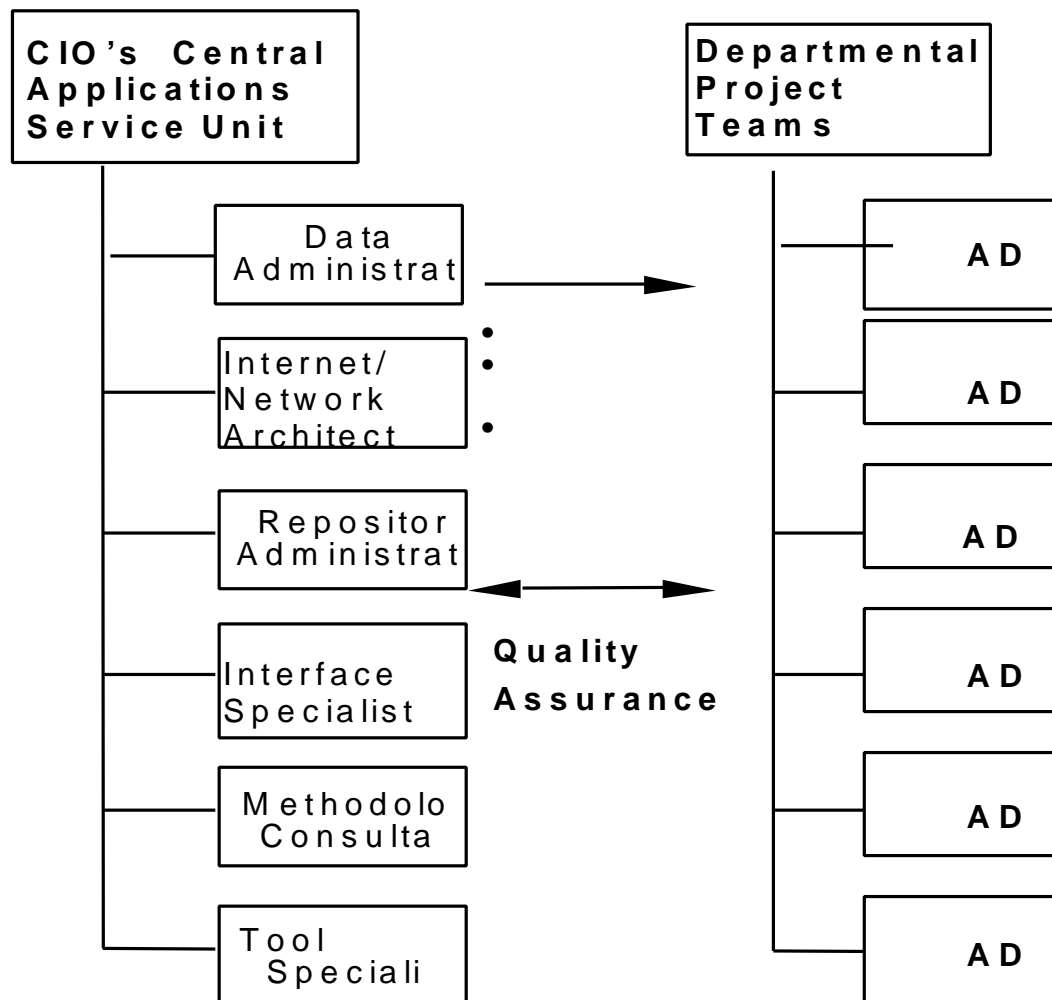 CIO's Central
Applications
Service Unit
Data
Administrat
Internet/
Network
Architect
Repositor
Administrat
Interface
Specialist
Methodolo
Consulta
Tool
Speciali
•
•
•
Quality
Assurance
Departmental
Project
Teams
AD
AD
AD
AD
AD
AD